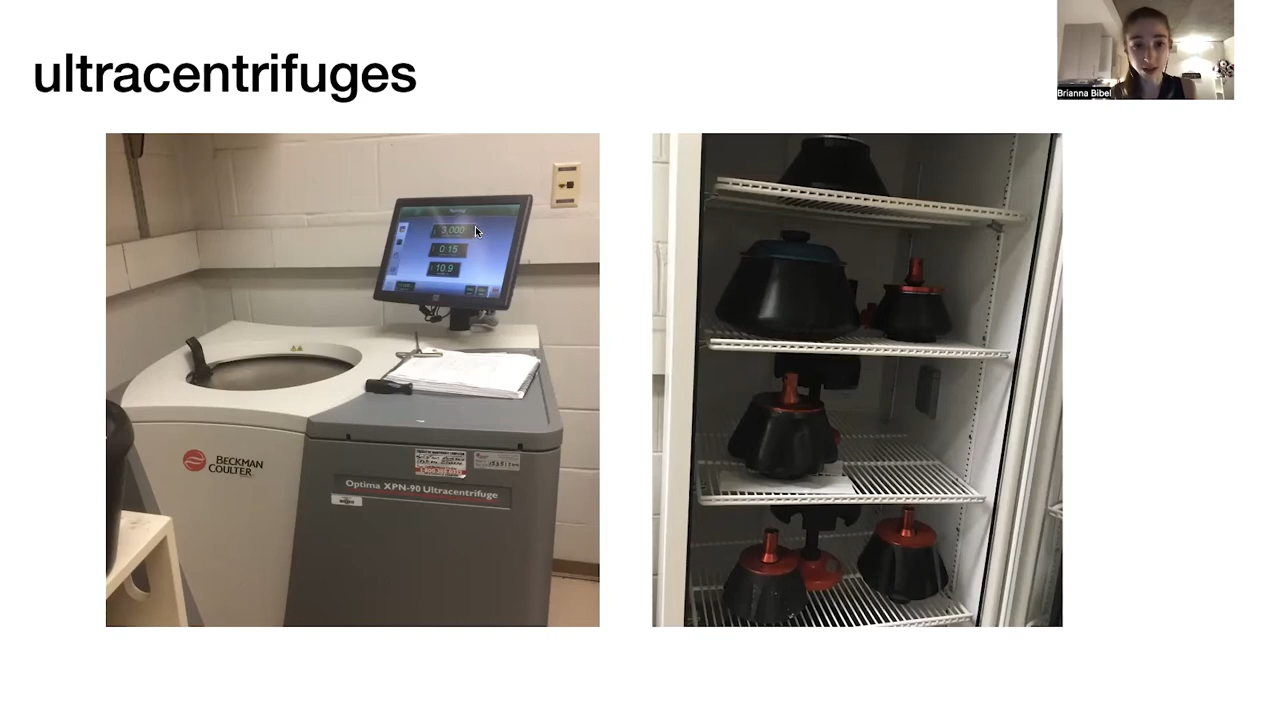 ultracentrifuges
Brianna Bibel
3,000
0:15
10.9
BECKMAN
COULTER
Optima XPN-90 Ultracentrifuge